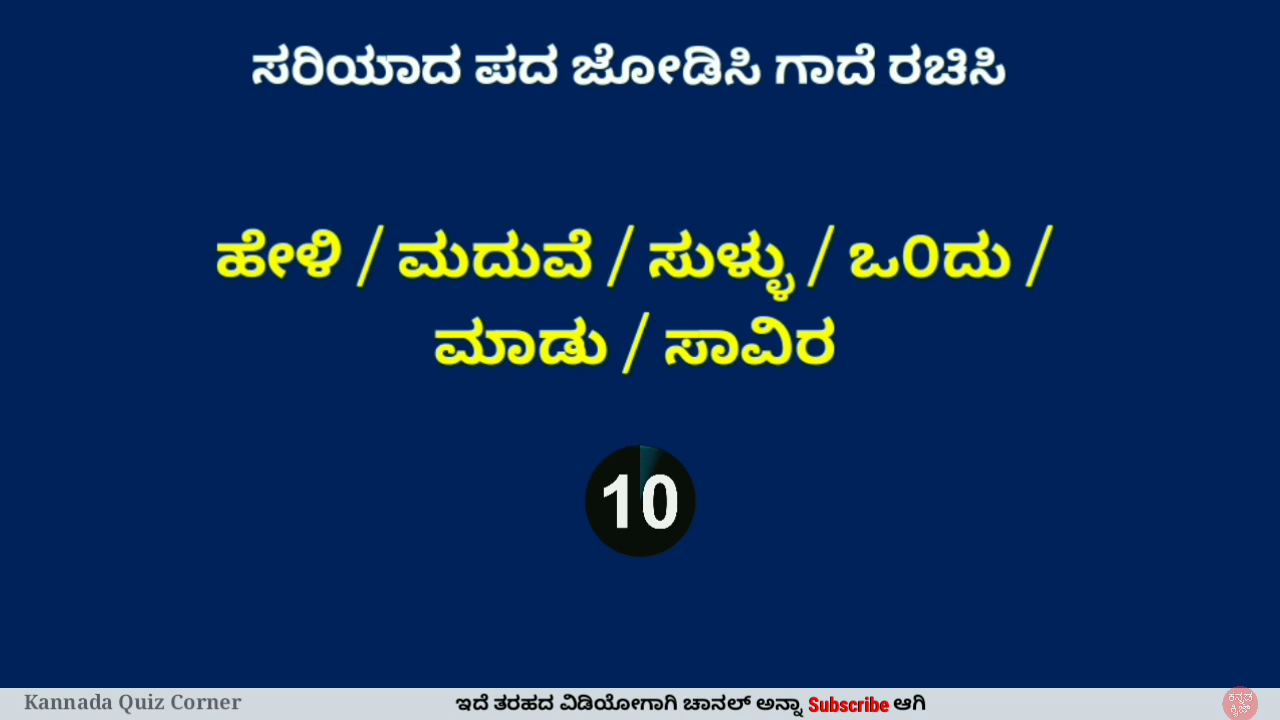 ಸರಿಯಾದ ಪದ ಜೋಡಿಸಿ ಗಾದೆ ರಚಿಸಿ
ಹೇಳಿ / ಮದುವೆ / ಸುಳ್ಳು / ಒಂದು /
ಮಾಡು / ಸಾವಿರ
10
Kannada Quiz Corner
ಇದೆ ತರಹದ ವಿಡಿಯೋಗಾಗಿ ಚಾನಲ್ ಅನ್ನಾ Subscribe ಆಗಿ